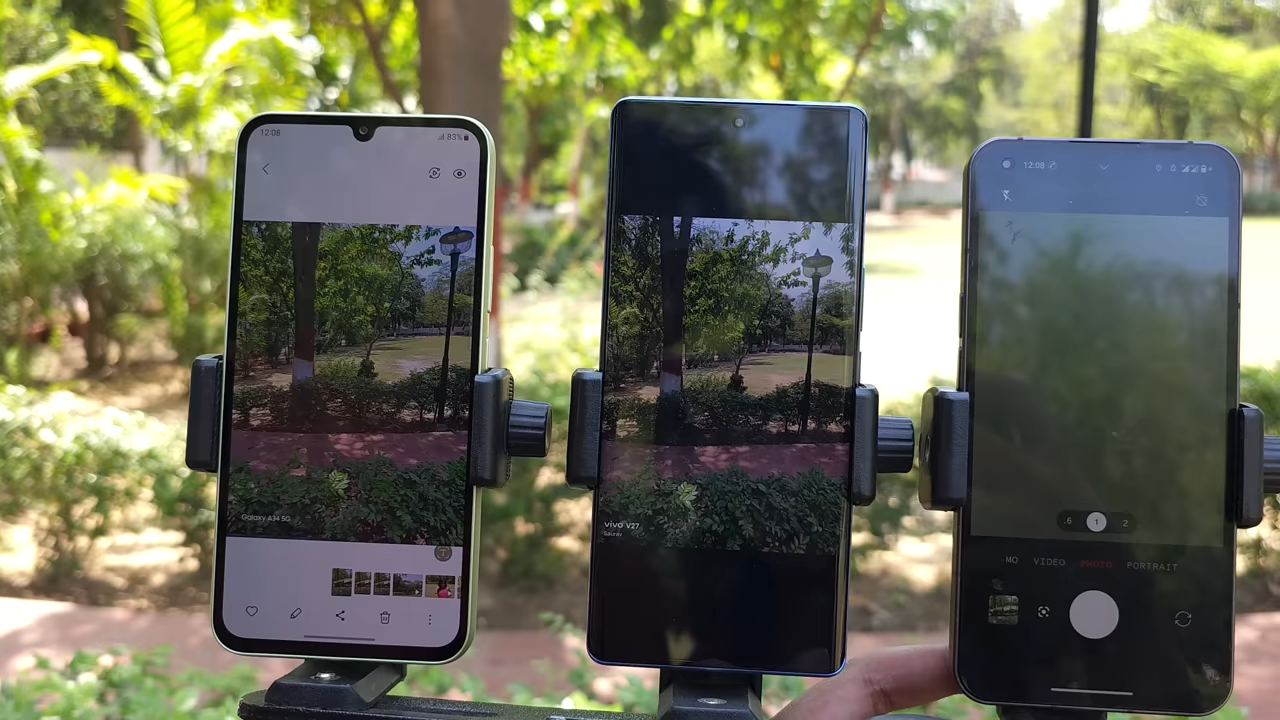 12:08
83%
Galaxy A34 5G
vivo V27
Saurav
12:08
.6 1 2
MO VIDEO PHOTO PORTRAIT